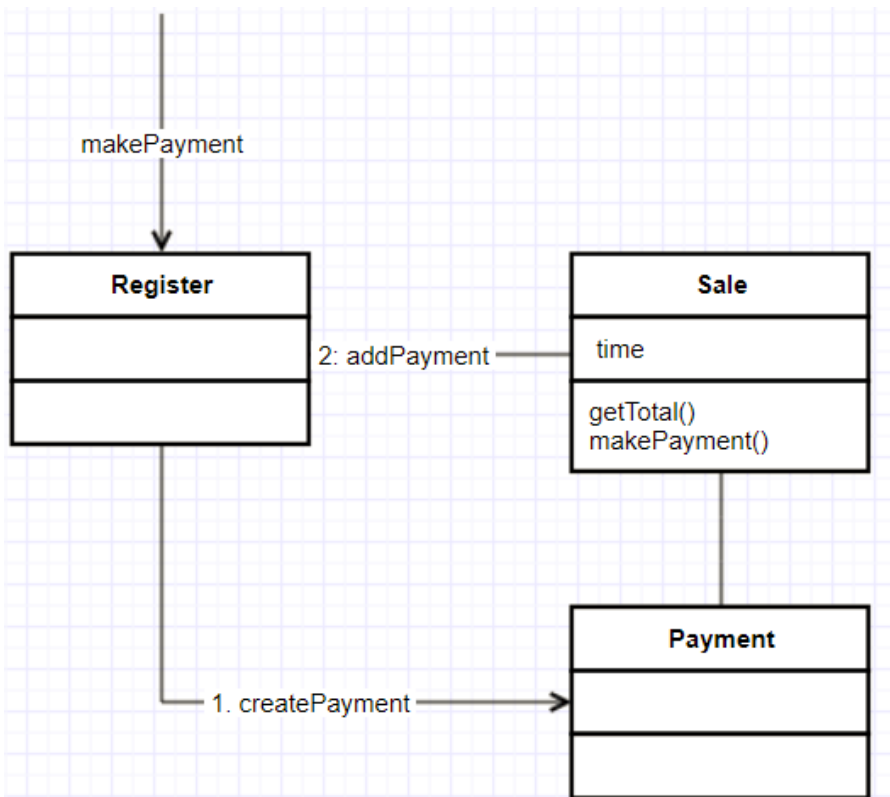 makePayment
Register
Sale
2: addPayment
time
getTotal()
makePayment()
Payment
1. createPayment